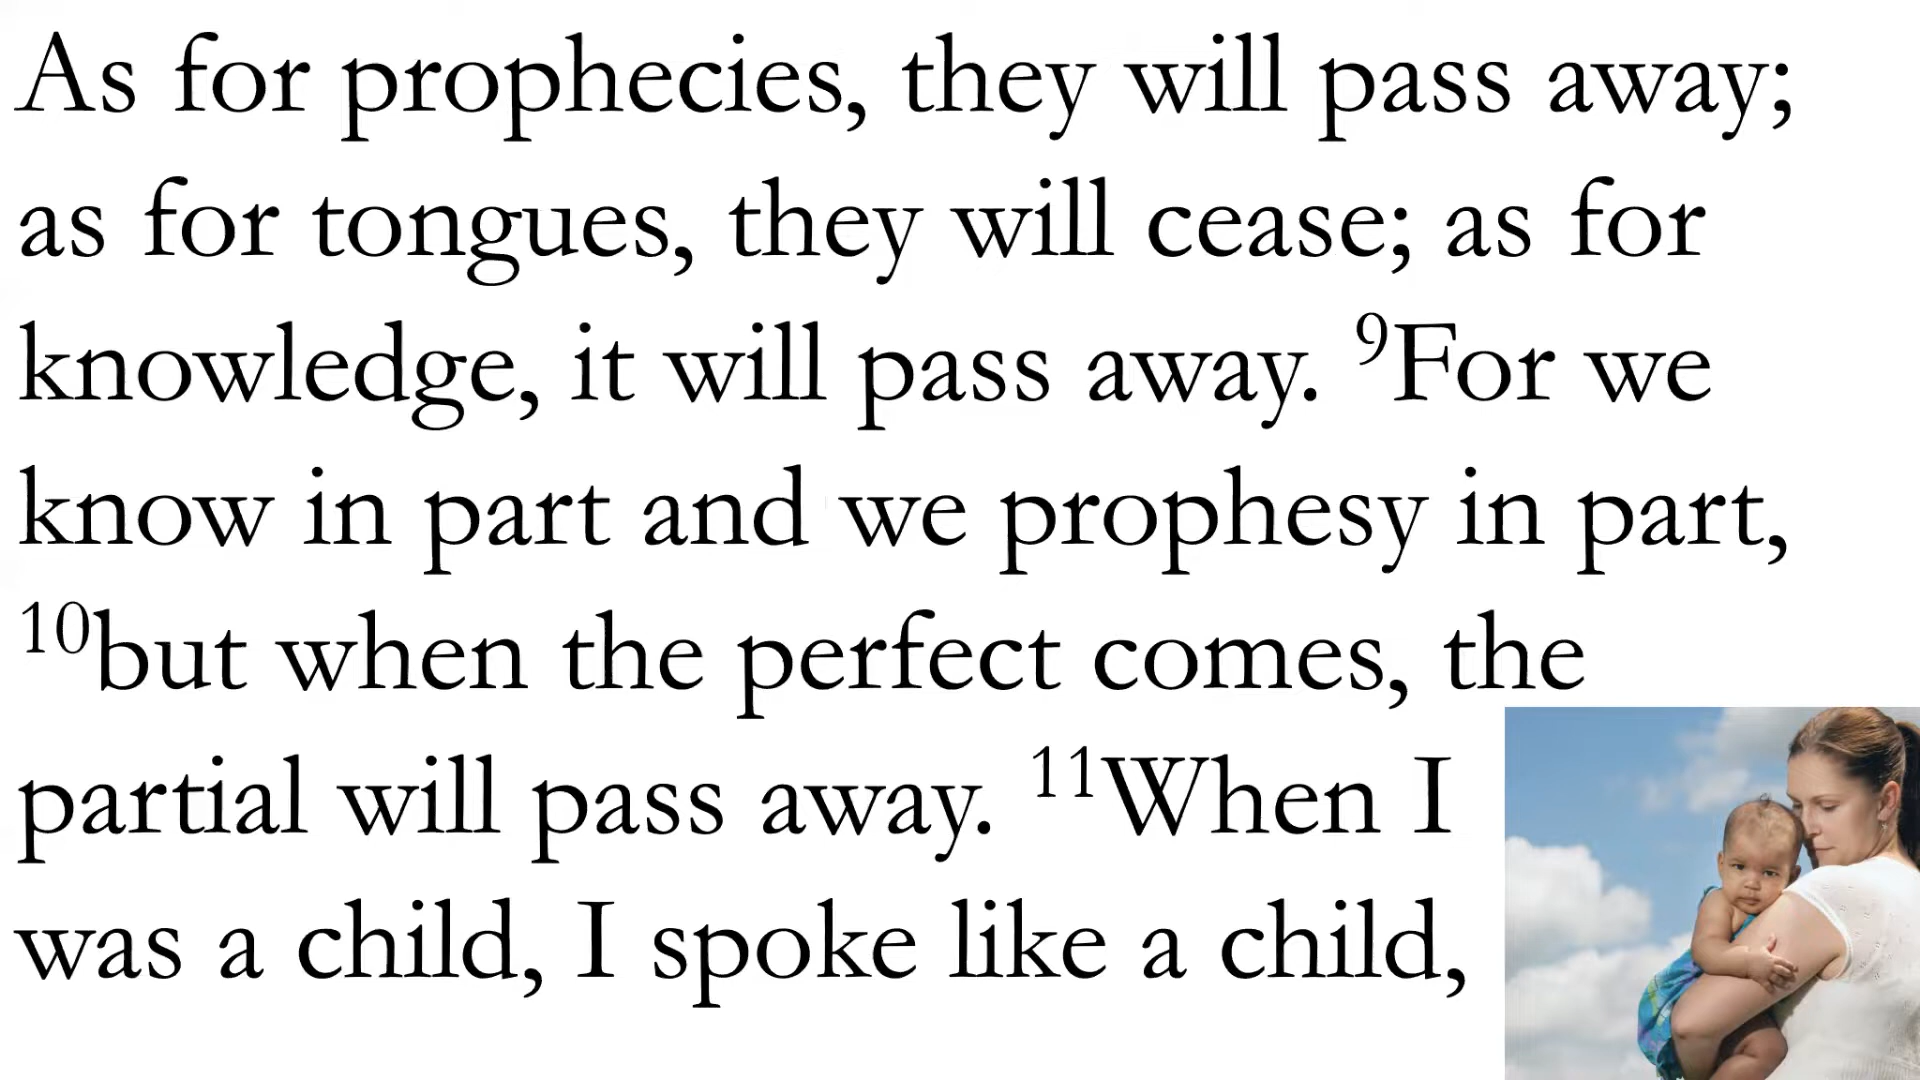 As for prophecies, they will pass away;
as for tongues, they will cease; as for
knowledge, it will pass away. ⁹For we
know in part and we prophesy in part,
¹⁰but when the perfect comes, the
partial will pass away. ¹¹When I
was a child, I spoke like a child,